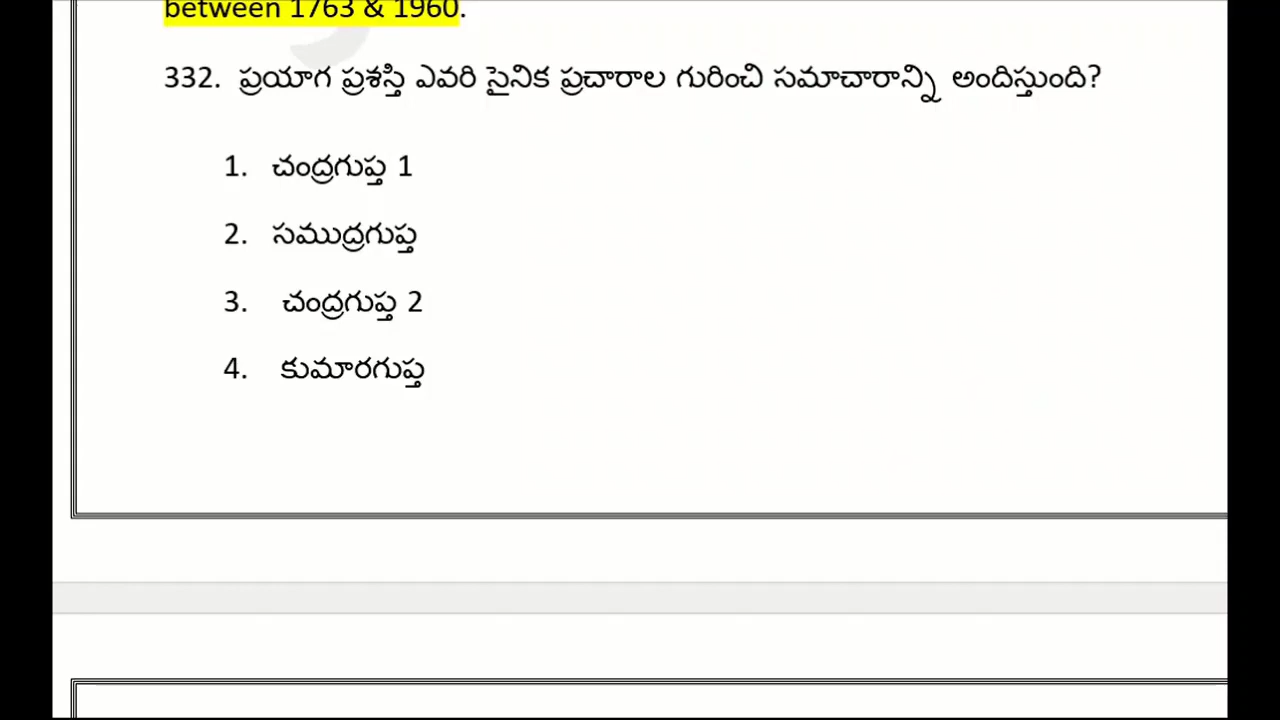 between 1763 & 1960.
332. ప్రయాగ ప్రశస్తి ఎవరి సైనిక ప్రచారాల గురించి సమాచారాన్ని అందిస్తుంది?
1. చంద్రగుప్త 1
2. సముద్రగుప్త
3. చంద్రగుప్త 2
4. కుమారగుప్త